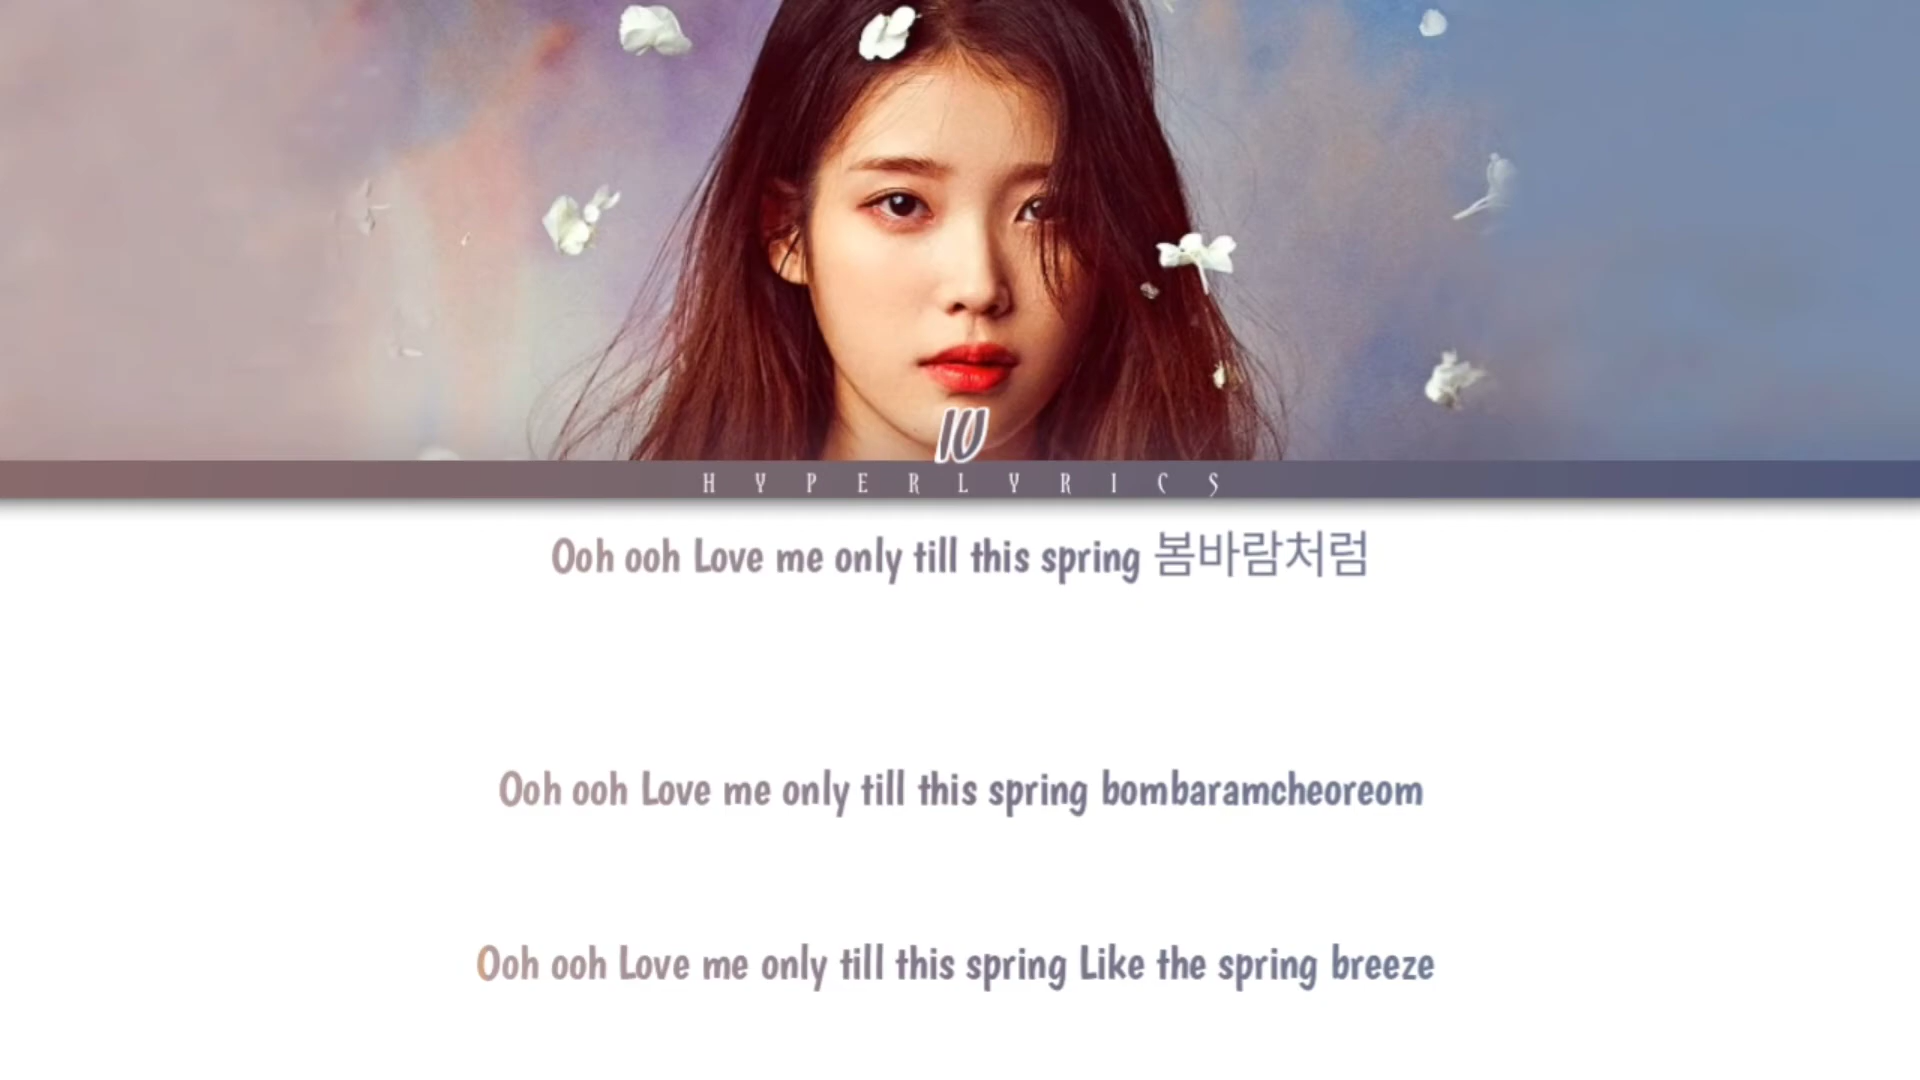 IU
HYPERLYRICS
Ooh ooh Love me only till this spring 봄바람처럼
Ooh ooh Love me only till this spring bombaramcheoreom
Ooh ooh Love me only till this spring Like the spring breeze